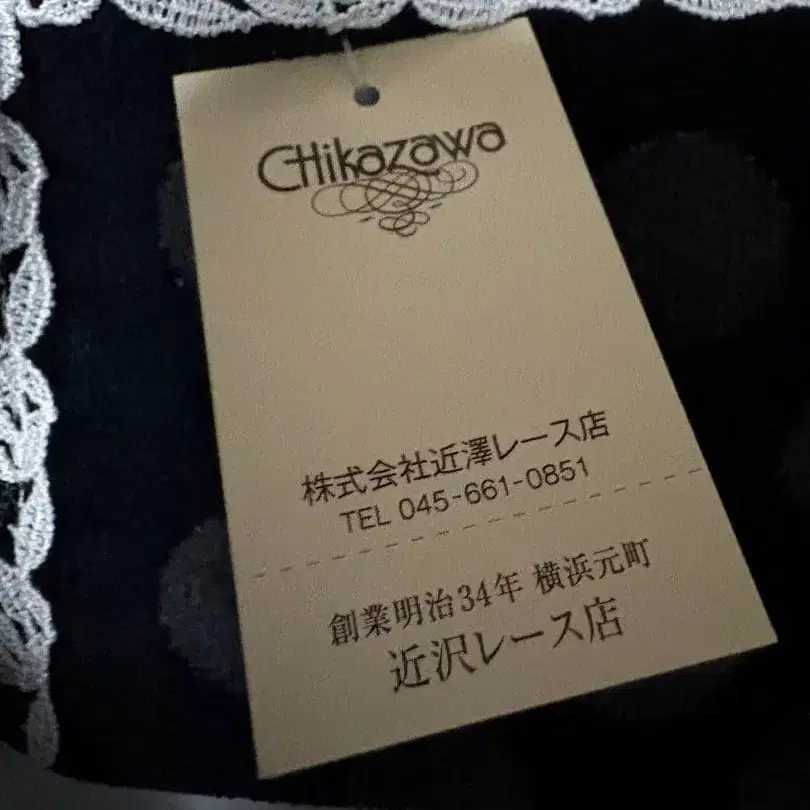 CHikazawa
株式会社近澤レース店
TEL 045-661-0851
創業明治34年 横浜元町
近沢レース店